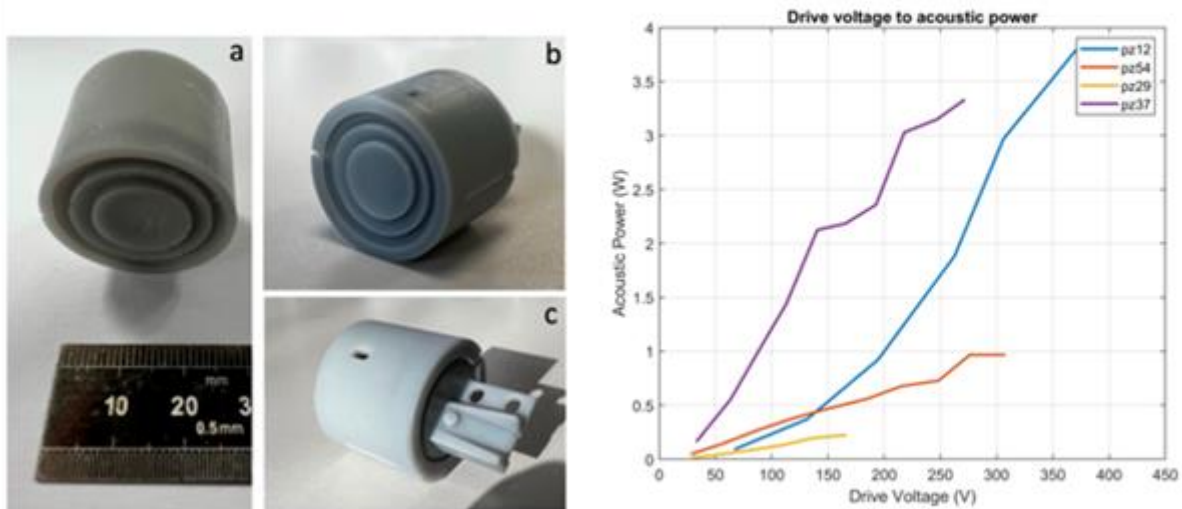 a
b
c
mm
10 20 3
0.5mm
Drive voltage to acoustic power
pz12
pz54
pz29
pz37
Acoustic Power (W)
4
3.5
3
2.5
2
1.5
1
0.5
0
0 50 100 150 200 250 300 350 400 450
Drive Voltage (V)